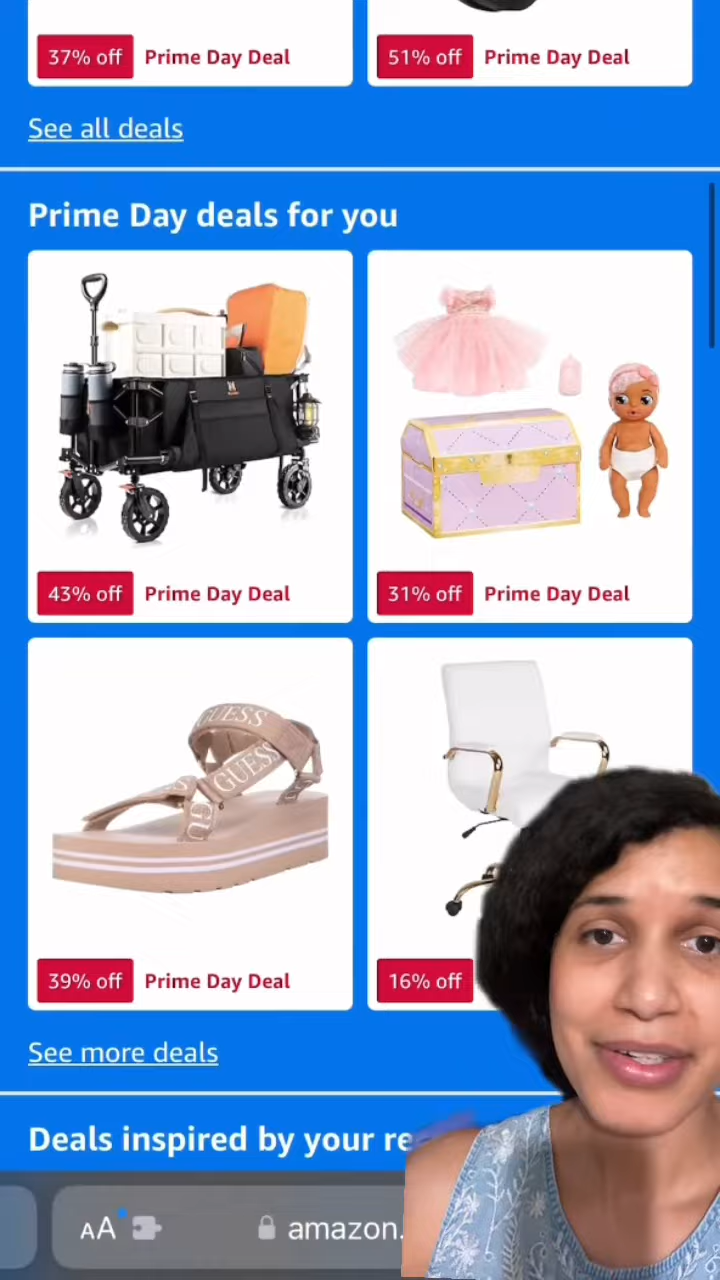 37% off Prime Day Deal
51% off Prime Day Deal
See all deals
Prime Day deals for you
43% off Prime Day Deal
31% off Prime Day Deal
GUESS
GUESS
GU
39% off Prime Day Deal
16% off
See more deals
Deals inspired by your re
AA
amazon.